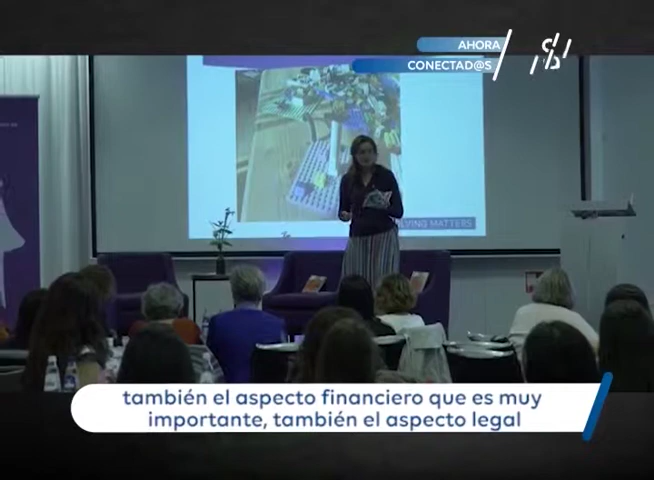 AHORA
CONECTAD@S
VING MATTERS
también el aspecto financiero que es muy
importante, también el aspecto legal